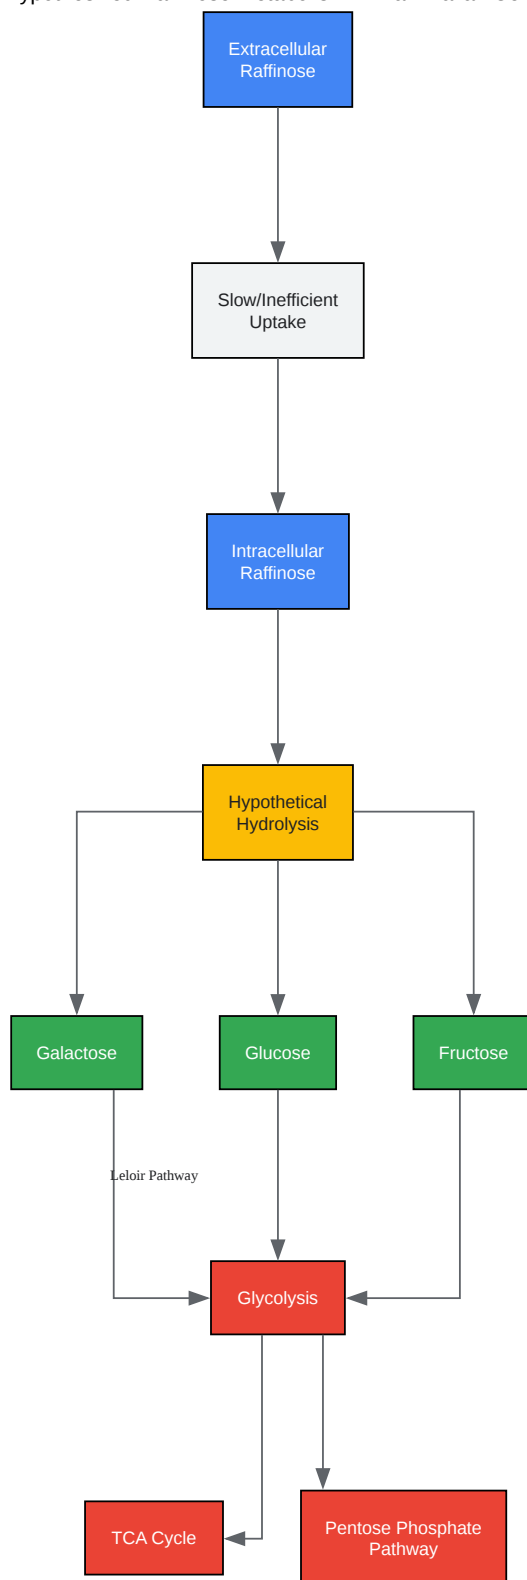 Extracellular
Raffinose
Slow/Inefficient
Uptake
Intracellular
Raffinose
Hypothetical
Hydrolysis
Galactose
Glucose
Fructose
Leloir Pathway
Glycolysis
TCA Cycle
Pentose Phosphate
Pathway